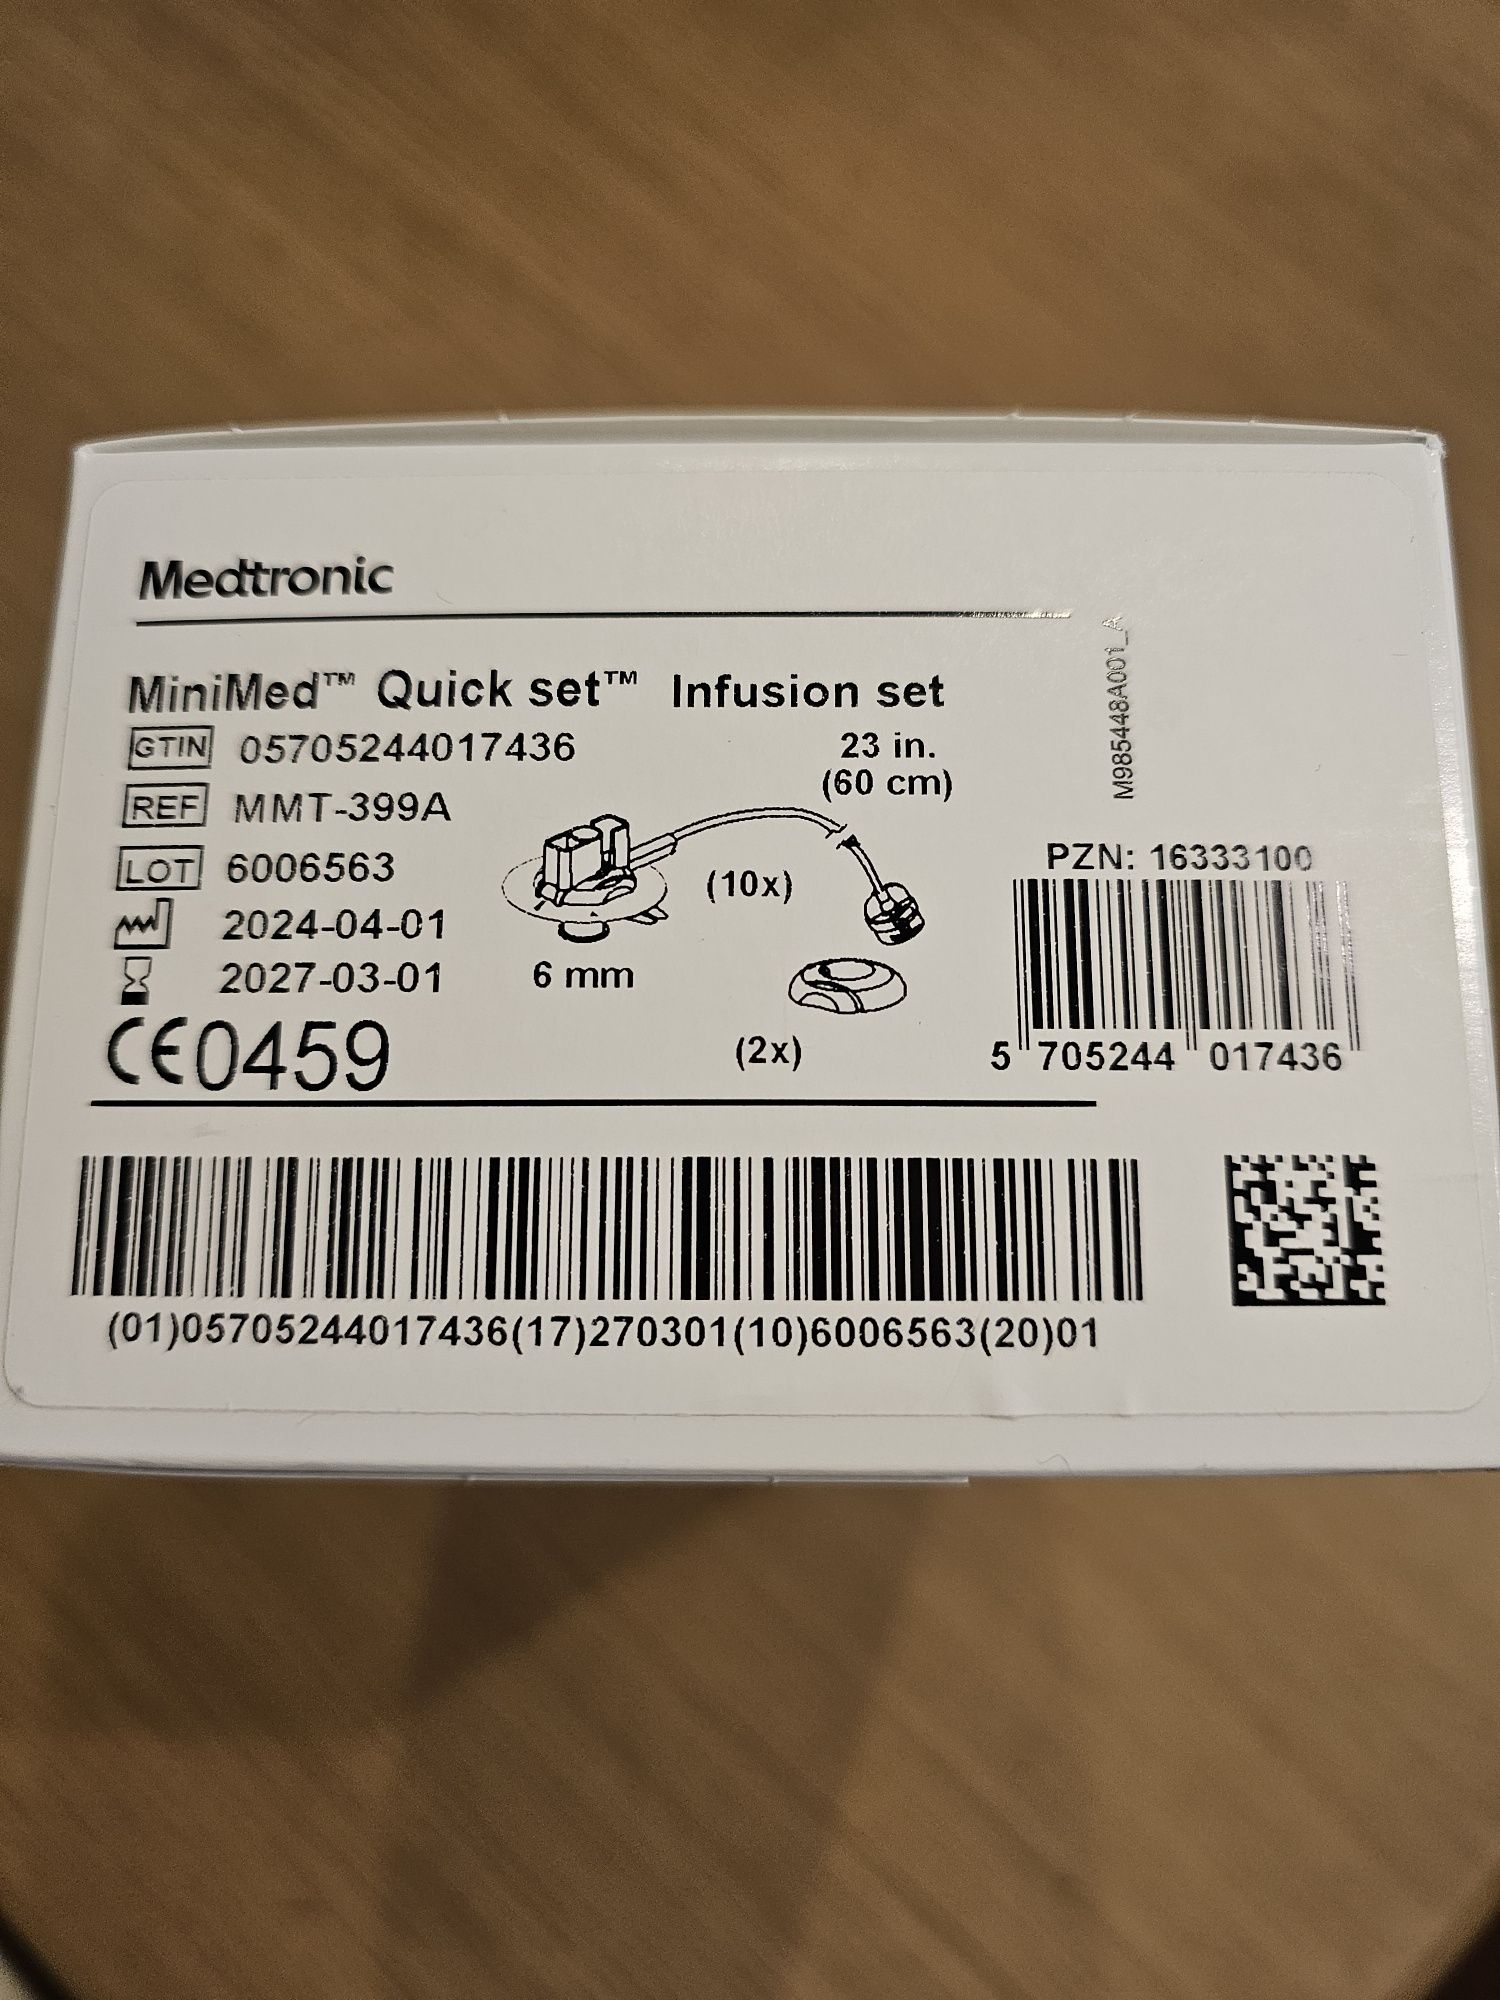 Medtronic
MiniMed™ Quick set™ Infusion set
GTIN 05705244017436
23 in.
(60 cm)
REF MMT-399A
LOT 6006563
2024-04-01
2027-03-01
CE0459
(10x)
6 mm
(2x)
M985448A001_A
PZN: 16333100
5 705244 017436
(01)05705244017436(17)270301(10)6006563(20)01